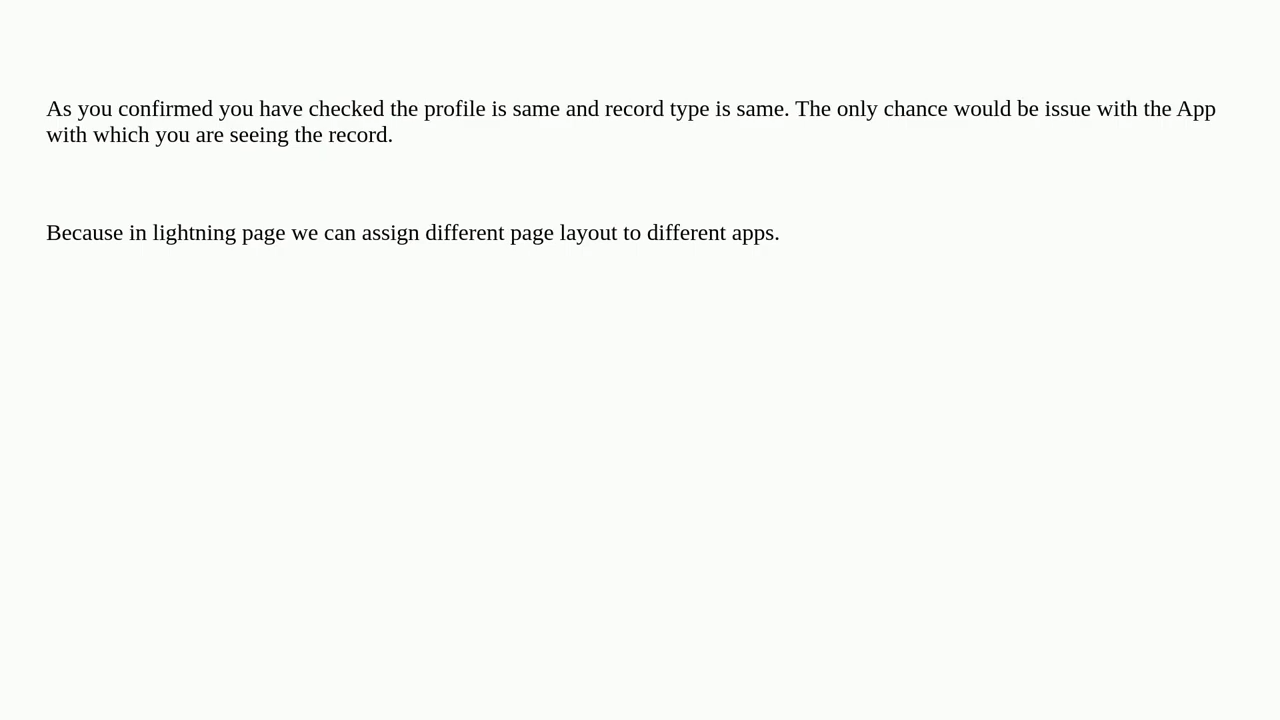 As you confirmed you have checked the profile is same and record type is same. The only chance would be issue with the App
with which you are seeing the record.
Because in lightning page we can assign different page layout to different apps.